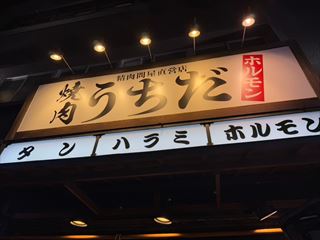 精肉問屋直営店
焼肉 うちだ ホルモン
タン ハラミ ホルモン